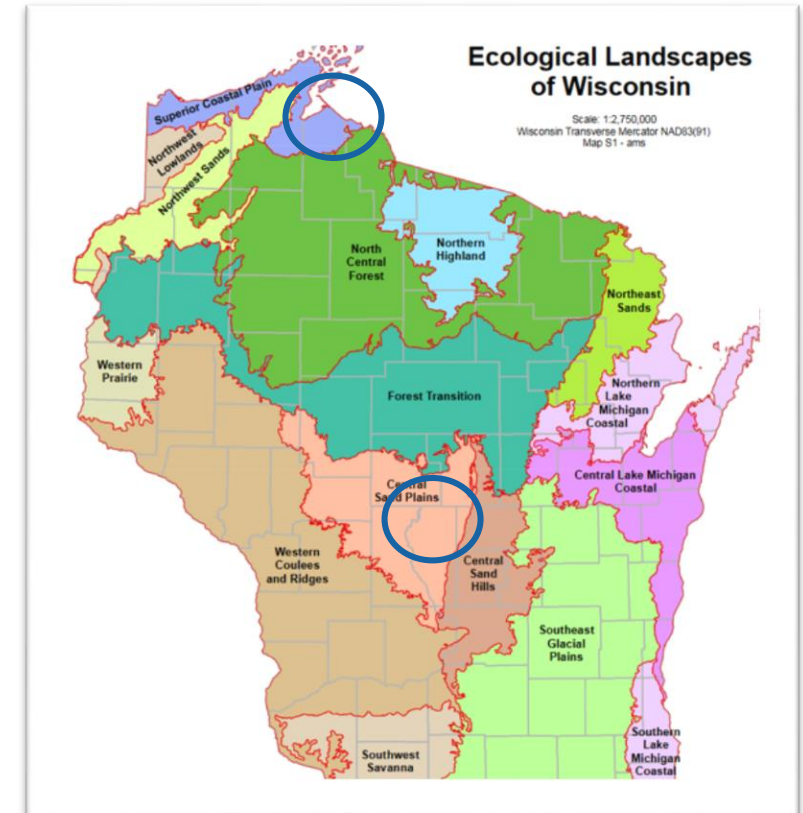 Ecological Landscapes
of Wisconsin
Scale: 1:2,750,000
Wisconsin Transverse Mercator NAD83(91)
Map S1 - ams
Superior Coastal Plain
Northwest
Lowlands
Northwest Sands
North
Central
Forest
Northern
Highland
Northeast
Sands
Western
Prairie
Forest Transition
Northern
Lake
Michigan
Coastal
Central Lake Michigan
Coastal
Central
Sand Plains
Western
Coulees
and Ridges
Central
Sand
Hills
Southeast
Glacial
Plains
Southwest
Savanna
Southern
Lake
Michigan
Coastal